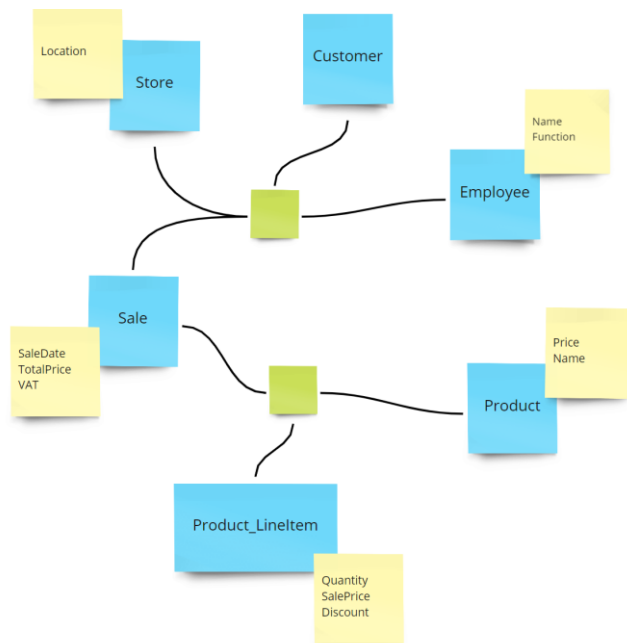 Location
Store
Customer
Name
Function
Employee
Sale
SaleDate
TotalPrice
VAT
Price
Name
Product
Product_LineItem
Quantity
SalePrice
Discount